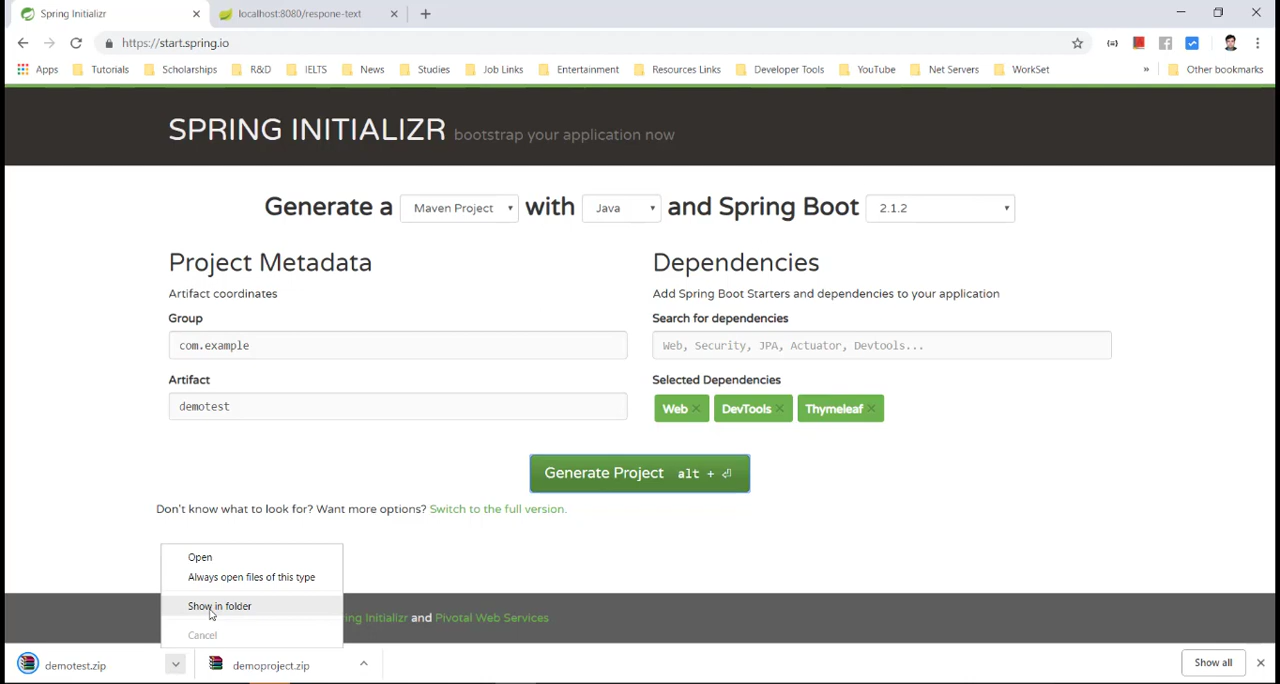 Spring Initializr
localhost:8080/respone-text
https://start.spring.io
Apps Tutorials Scholarships R&D IELTS News Studies Job Links Entertainment Resources Links Developer Tools YouTube Net Servers WorkSet » Other bookmarks
SPRING INITIALIZR bootstrap your application now
Generate a Maven Project with Java and Spring Boot 2.1.2
Project Metadata
Artifact coordinates
Group
com.example
Artifact
demotest
Dependencies
Add Spring Boot Starters and dependencies to your application
Search for dependencies
Web, Security, JPA, Actuator, Devtools...
Selected Dependencies
Web × DevTools × Thymeleaf ×
Generate Project alt + ⏎
Don't know what to look for? Want more options? Switch to the full version.
Open
Always open files of this type
Show in folder
Cancel
ing Initializr and Pivotal Web Services
demotest.zip demoproject.zip Show all